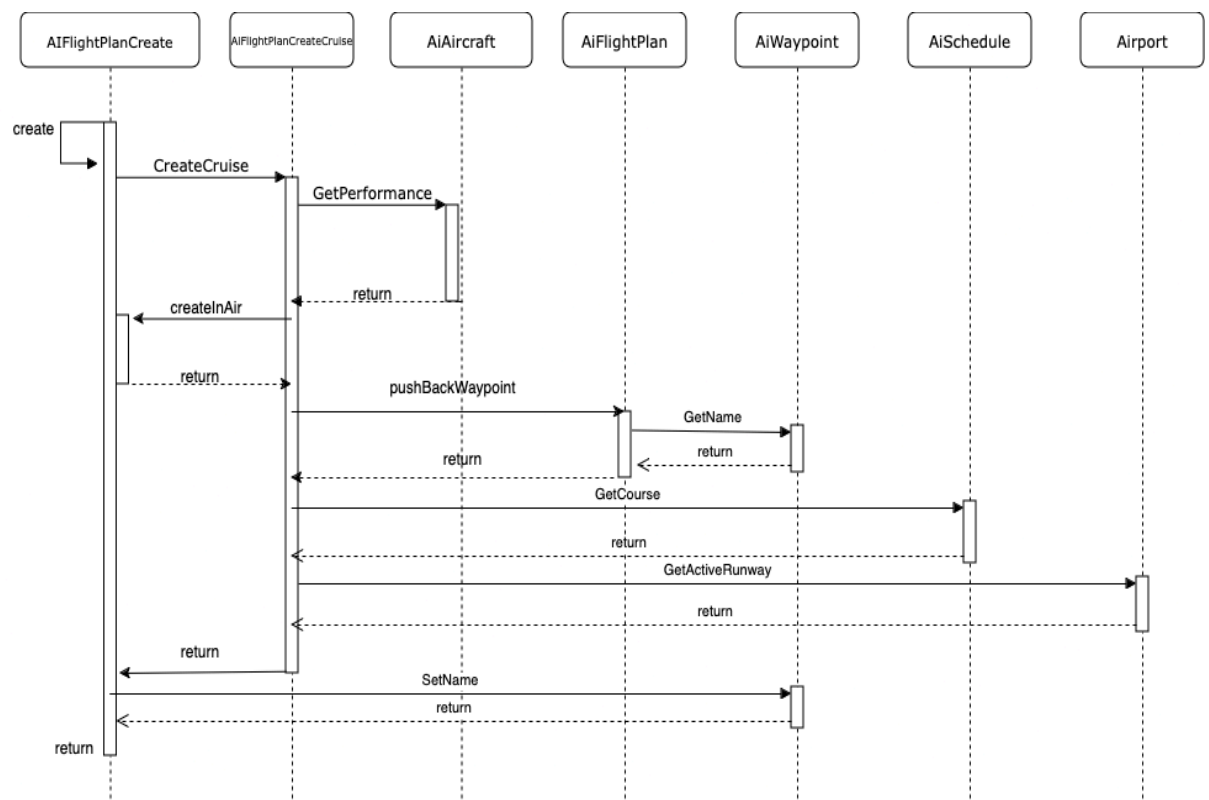 AIFlightPlanCreate
AIFlightPlanCreateCruise
AiAircraft
AiFlightPlan
AiWaypoint
AiSchedule
Airport
create
CreateCruise
GetPerformance
return
createInAir
return
pushBackWaypoint
GetName
return
return
GetCourse
return
GetActiveRunway
return
return
SetName
return
return